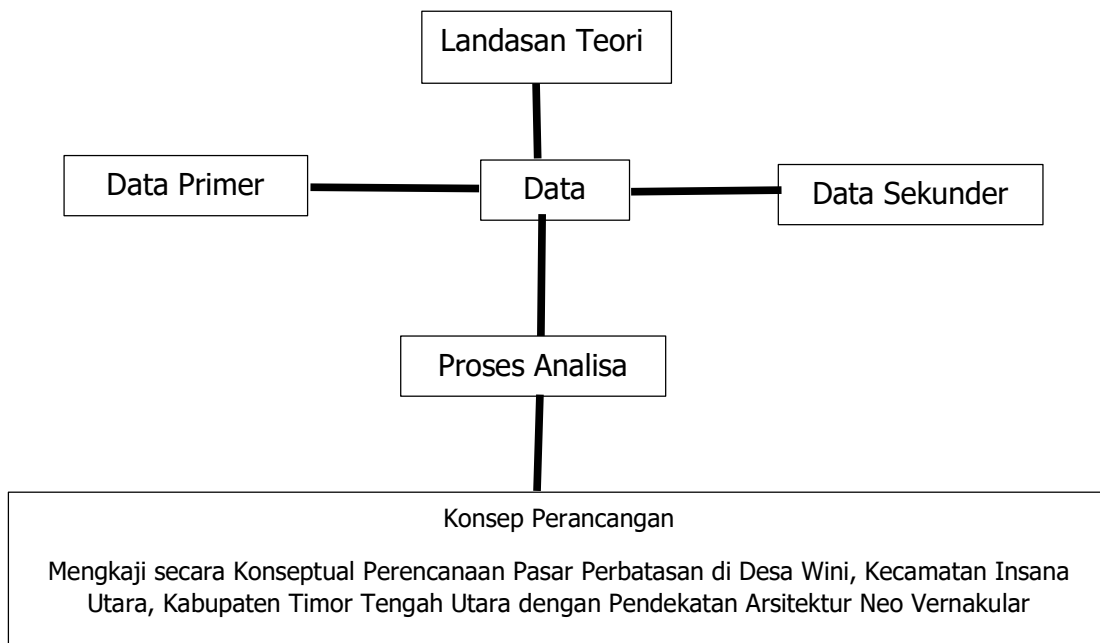 Landasan Teori
Data Primer
Data
Data Sekunder
Proses Analisa
Konsep Perancangan
Mengkaji secara Konseptual Perencanaan Pasar Perbatasan di Desa Wini, Kecamatan Insana
Utara, Kabupaten Timor Tengah Utara dengan Pendekatan Arsitektur Neo Vernakular